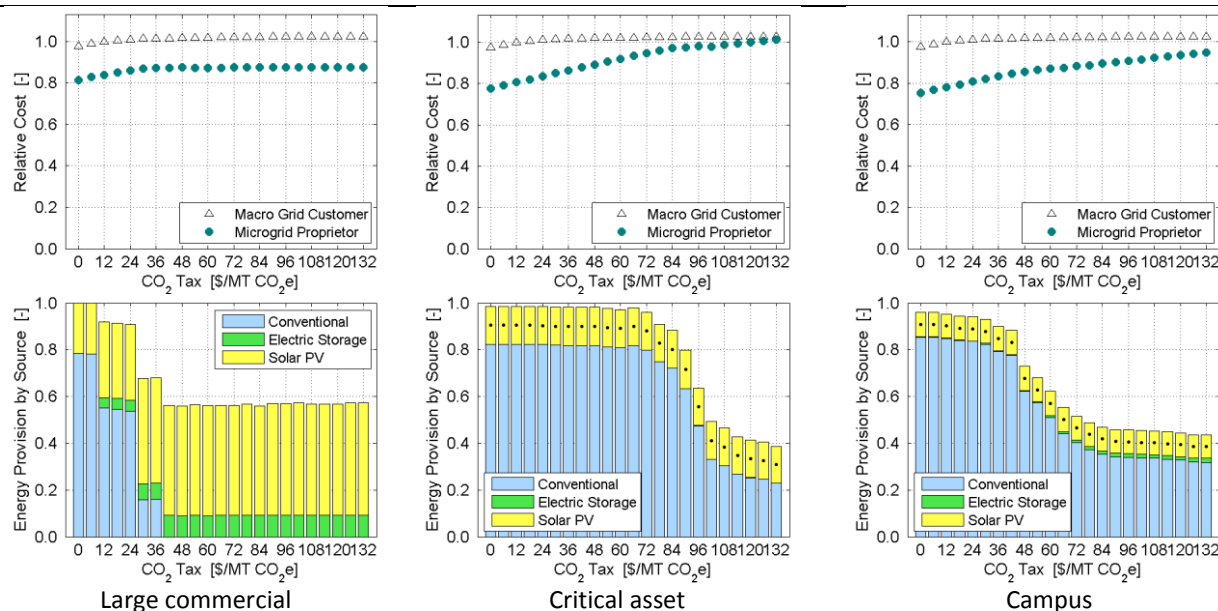 1.0
0.8
0.6
0.4
0.2
0.0
Relative Cost [-]
Macro Grid Customer
Microgrid Proprietor
0 12 24 36 48 60 72 84 96 108120132
CO2 Tax [$/MT CO2e]
1.0
0.8
0.6
0.4
0.2
0.0
Relative Cost [-]
Macro Grid Customer
Microgrid Proprietor
0 12 24 36 48 60 72 84 96 108120132
CO2 Tax [$/MT CO2e]
1.0
0.8
0.6
0.4
0.2
0.0
Relative Cost [-]
Macro Grid Customer
Microgrid Proprietor
0 12 24 36 48 60 72 84 96 108120132
CO2 Tax [$/MT CO2e]
1.0
0.8
0.6
0.4
0.2
0.0
Energy Provision by Source [-]
Conventional
Electric Storage
Solar PV
0 12 24 36 48 60 72 84 96 108120132
CO2 Tax [$/MT CO2e]
Large commercial
1.0
0.8
0.6
0.4
0.2
0.0
Energy Provision by Source [-]
Conventional
Electric Storage
Solar PV
0 12 24 36 48 60 72 84 96 108120132
CO2 Tax [$/MT CO2e]
Critical asset
1.0
0.8
0.6
0.4
0.2
0.0
Energy Provision by Source [-]
Conventional
Electric Storage
Solar PV
0 12 24 36 48 60 72 84 96 108120132
CO2 Tax [$/MT CO2e]
Campus